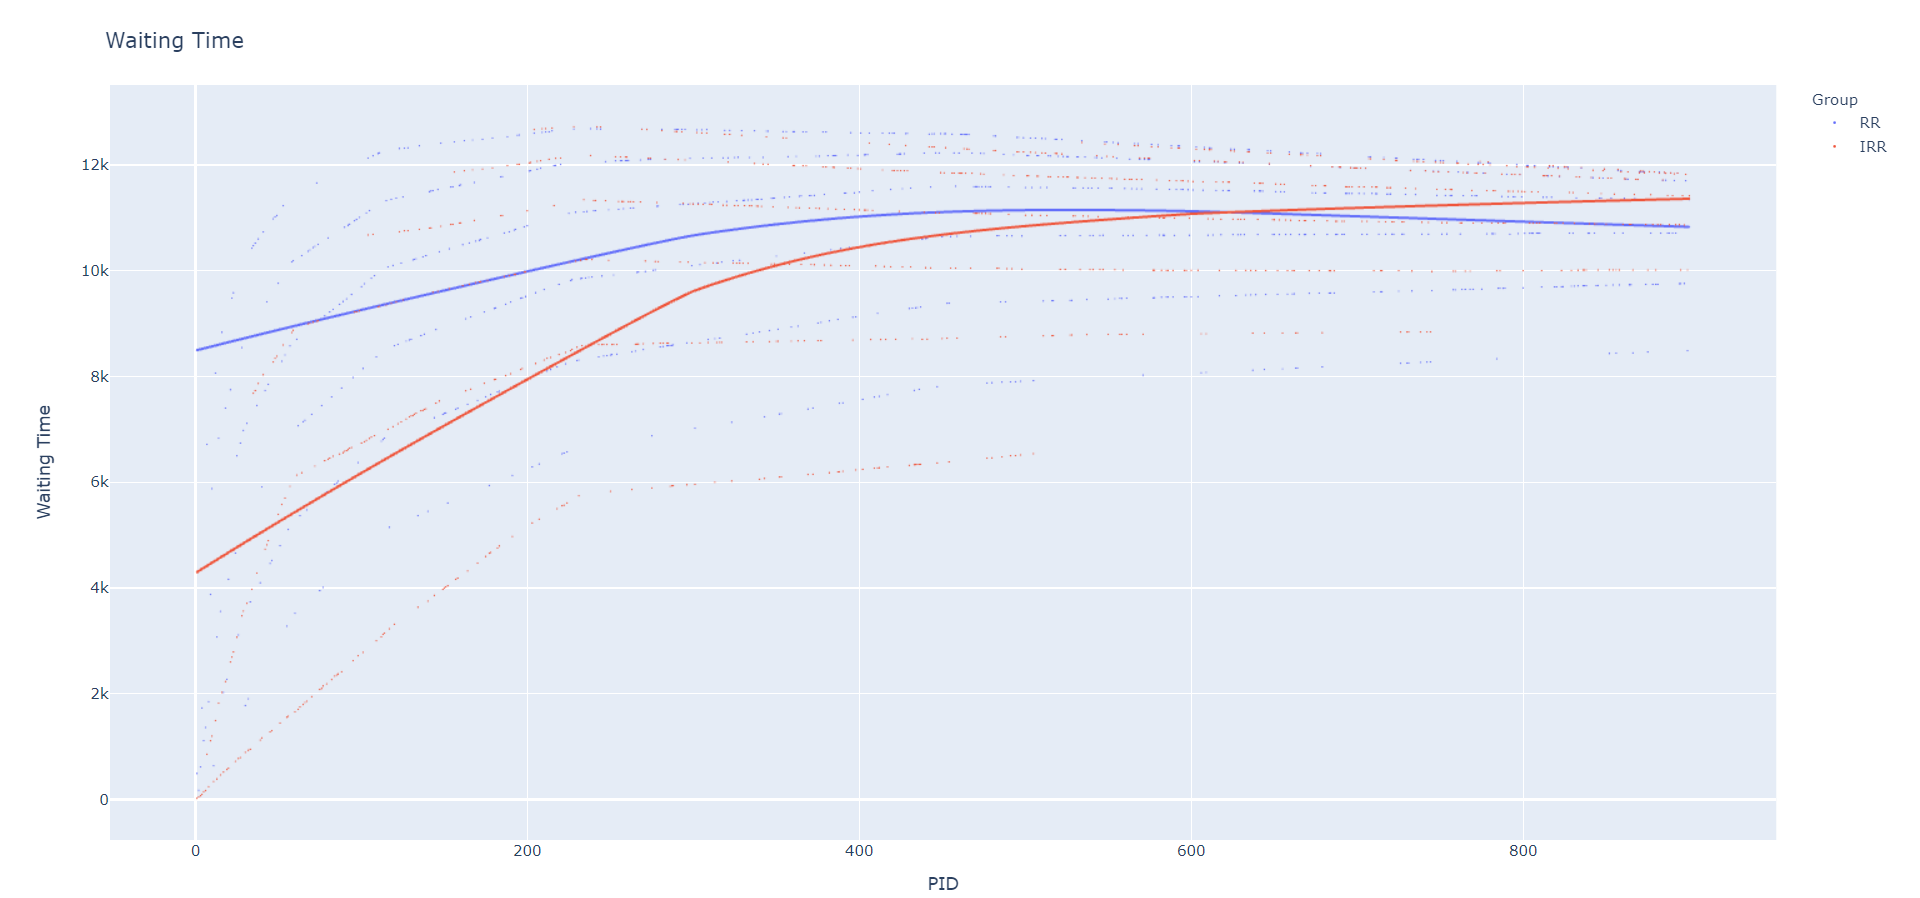 Waiting Time
Group
RR
IRR
12k
10k
8k
6k
4k
2k
0
Waiting Time
0 200 400 600 800
PID